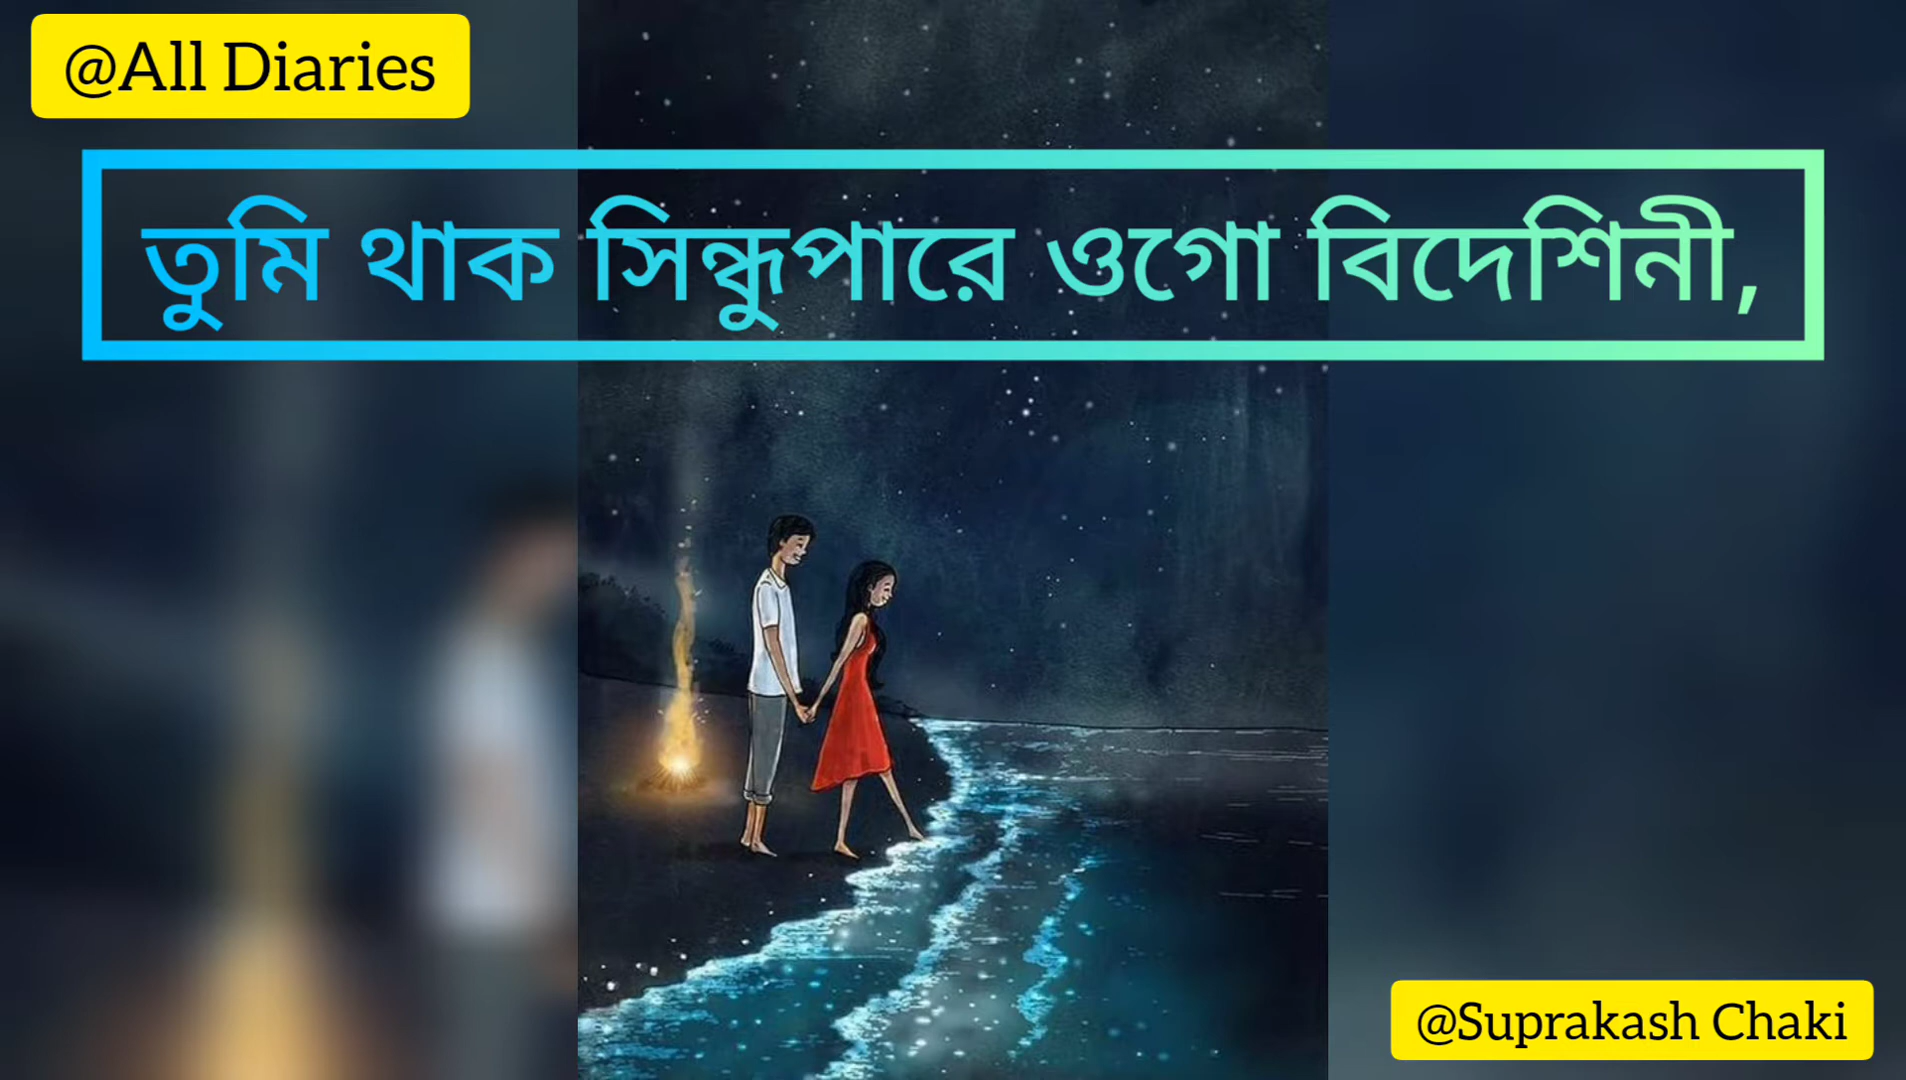 @All Diaries
তুমি থাক সিন্ধুপারে ওগো বিদেশিনী,
@Suprakash Chaki